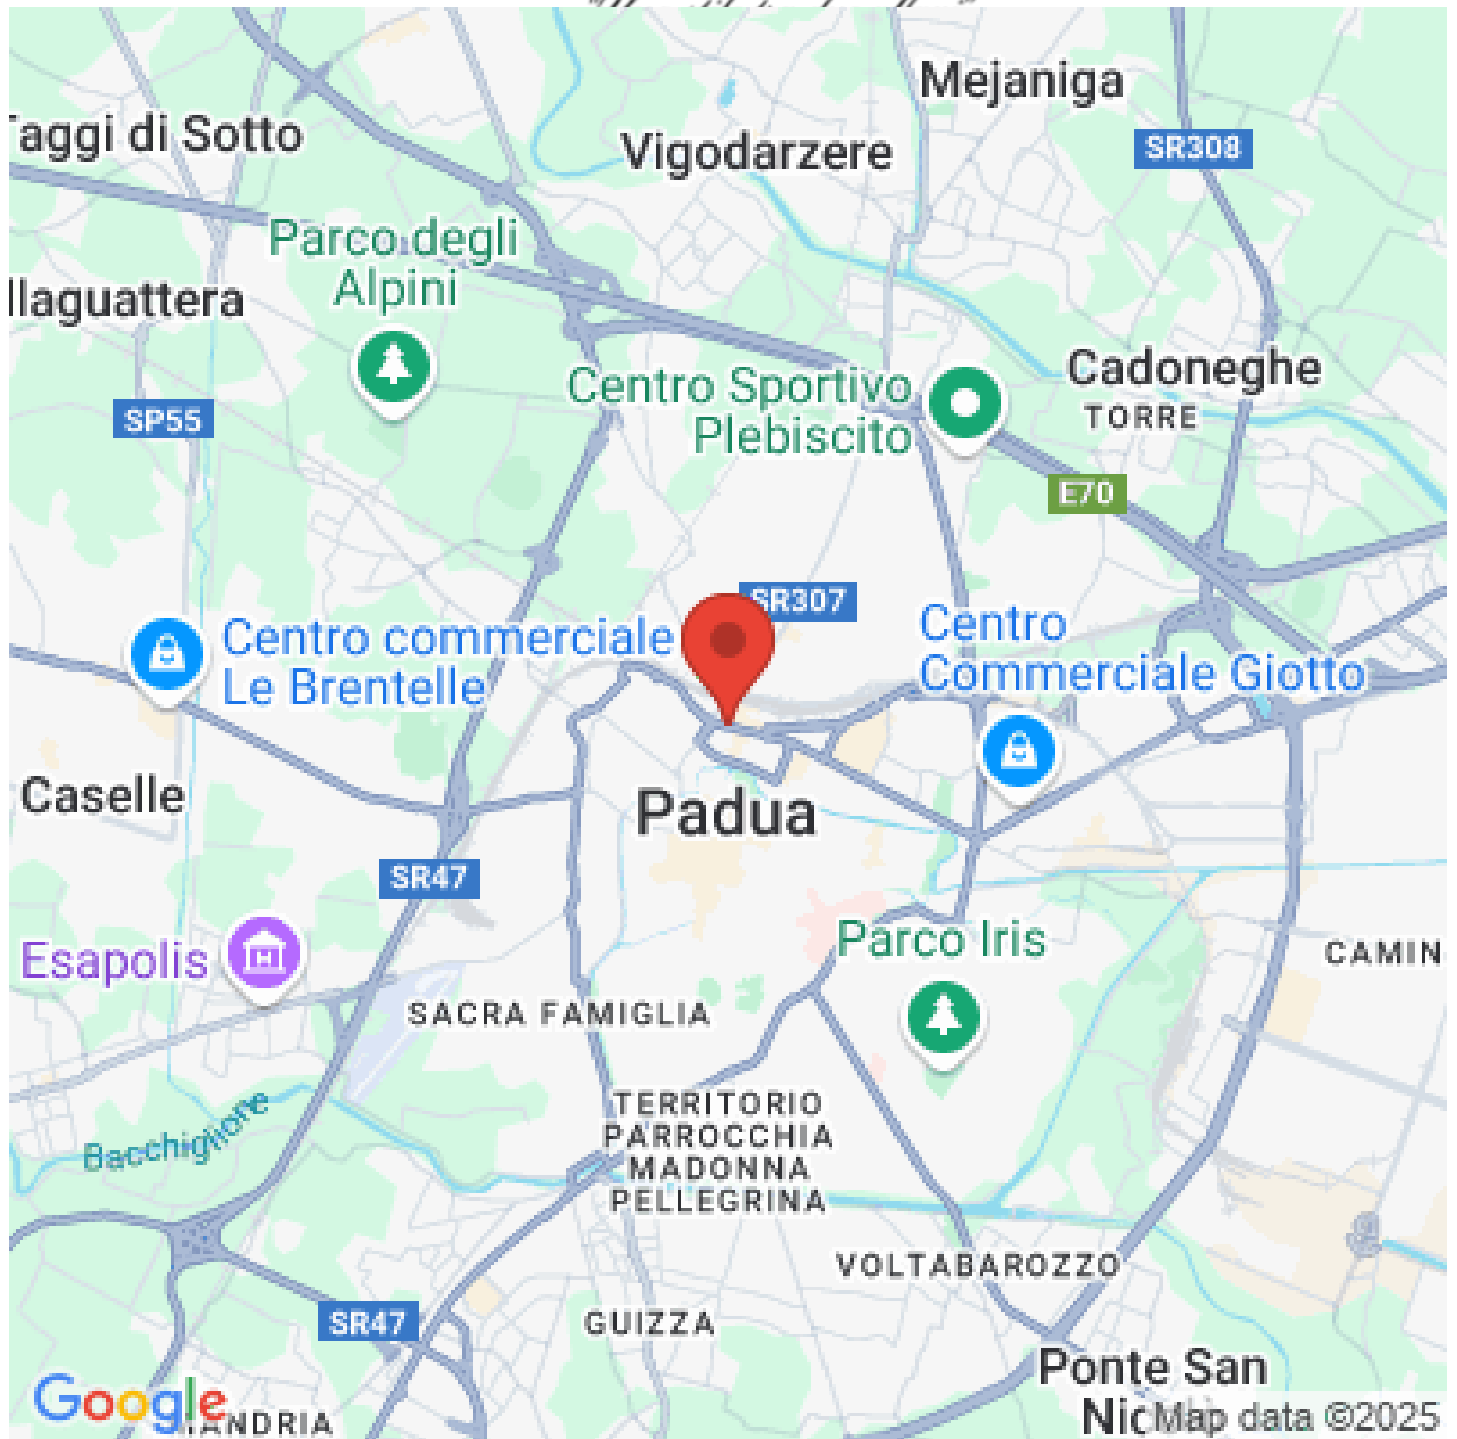 Mejaniga
Taggi di Sotto
Vigodarzere
SR308
Parco degli
Alpini
llaguattera
Centro Sportivo
Plebiscito
Cadoneghe
TORRE
SP55
E70
SR307
Centro commerciale
Le Brentelle
Centro
Commerciale Giotto
Caselle
Padua
SR47
Esapolis
Parco Iris
CAMIN
SACRA FAMIGLIA
Bacchiglione
TERRITORIO
PARROCCHIA
MADONNA
PELLEGRINA
VOLTABAROZZO
SR47
GUIZZA
Ponte San
Nic
Google
ANDRIA
Map data ©2025